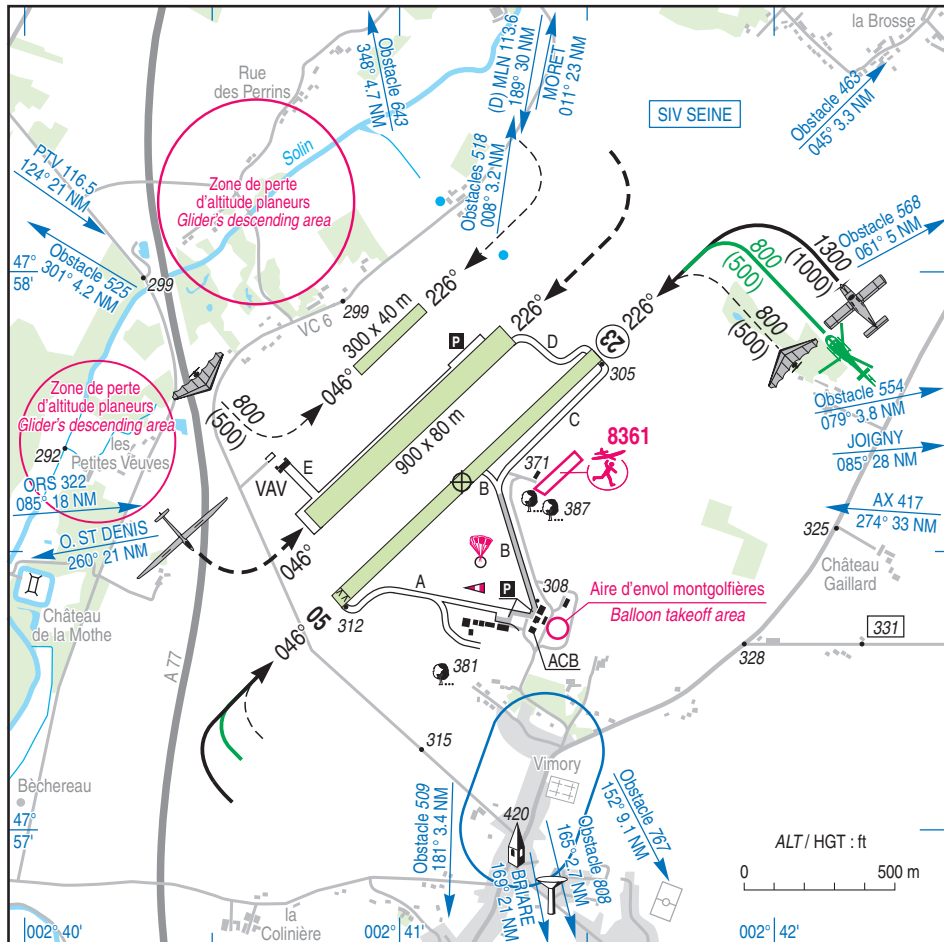 la Brosse
Rue
des Perrins
Obstacle 643
348° 4.7 NM
(D) MLN 113.6
189° 30 NM
MORET
011° 23 NM
SIV SEINE
Obstacle 463
045° 3.3 NM
Solin
Obstacles 518
008° 3.2 NM
PTV 116.5
124° 21 NM
Zone de perte
d'altitude planeurs
Glider's descending area
Obstacle 525
301° 4.2 NM
Obstacle 568
061° 5 NM
47°
58'
47°
58'
299
299
VC 6
300 x 40 m
226°
226°
226°
1300
(1000)
800
(500)
800
(500)
P
D
23
305
046°
Zone de perte
d'altitude planeurs
Glider's descending area
800
(500)
292
les
Petites Veuves
900 x 80 m
C
Obstacle 554
079° 3.8 NM
8361
JOIGNY
085° 28 NM
371
387
ORS 322
085° 18 NM
E
VAV
B
AX 417
274° 33 NM
O. ST DENIS
260° 21 NM
046°
B
325
Château
Gaillard
Château
de la Mothe
A
P
308
Aire d'envol montgolfières
Balloon takeoff area
05
312
046°
ACB
331
328
381
A 77
315
Vimory
Bèchereau
Obstacle 509
181° 3.4 NM
420
BRIARE
169° 21 NM
Obstacle 808
165° 2.7 NM
Obstacle 767
152° 9.1 NM
47°
57'
47°
57'
ALT / HGT : ft
0
500 m
la
Colinière
002° 40'
002° 41'
002° 42'